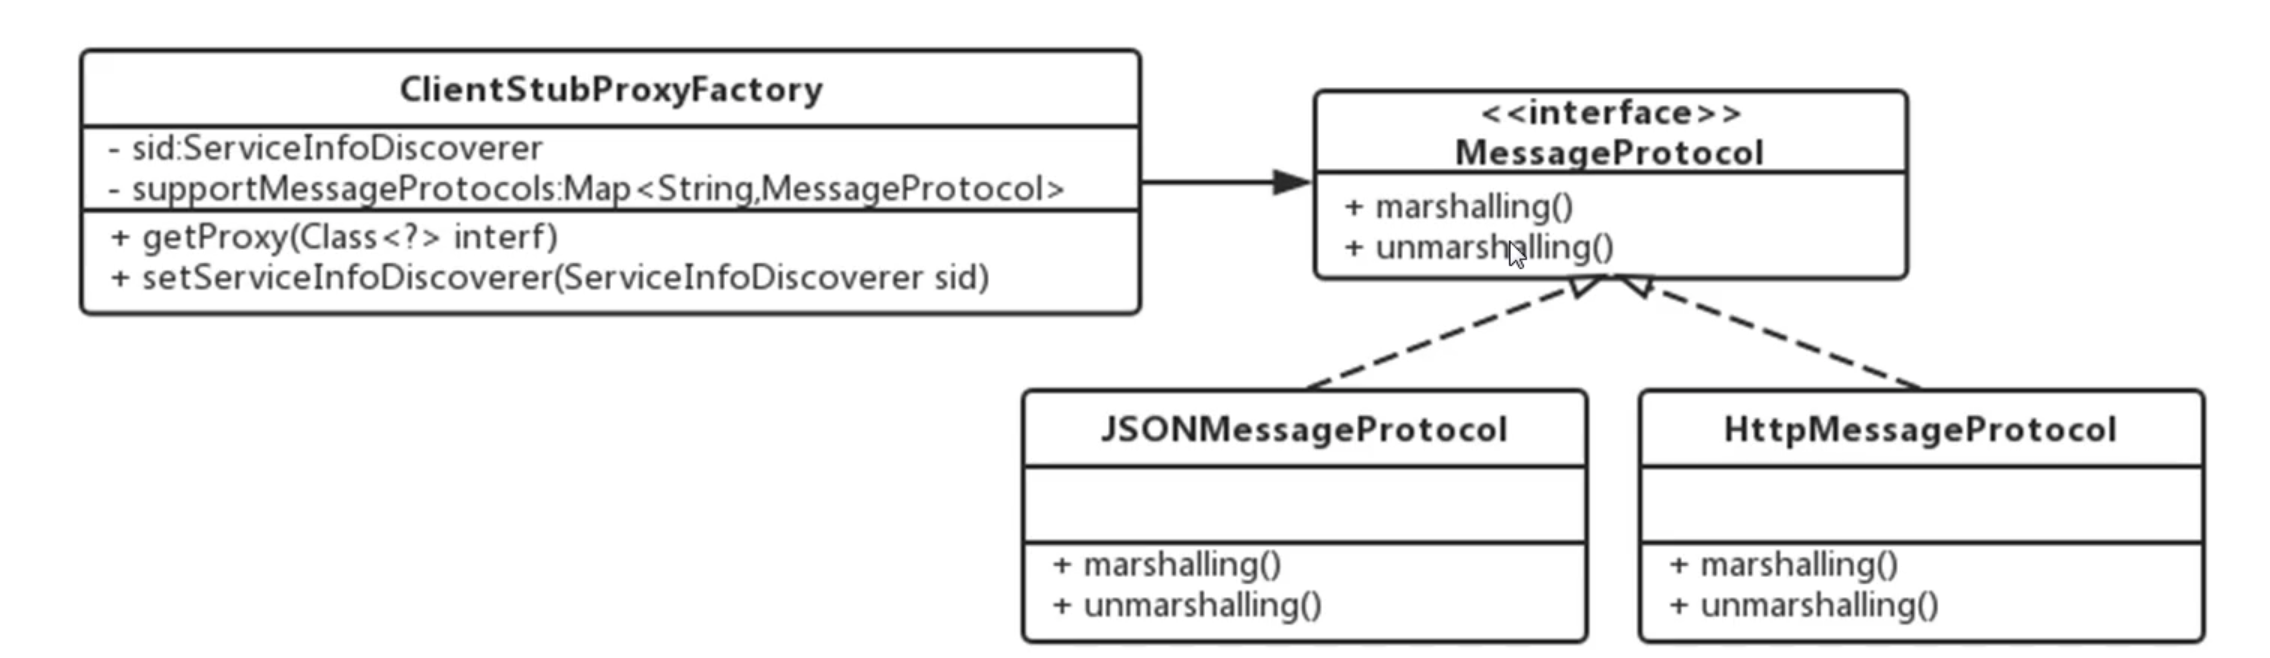 ClientStubProxyFactory
- sid:ServiceInfoDiscoverer
- supportMessageProtocols:Map<String,MessageProtocol>
+ getProxy(Class<?> interf)
+ setServiceInfoDiscoverer(ServiceInfoDiscoverer sid)
<<interface>>
MessageProtocol
+ marshalling()
+ unmarshalling()
JSONMessageProtocol
+ marshalling()
+ unmarshalling()
HttpMessageProtocol
+ marshalling()
+ unmarshalling()